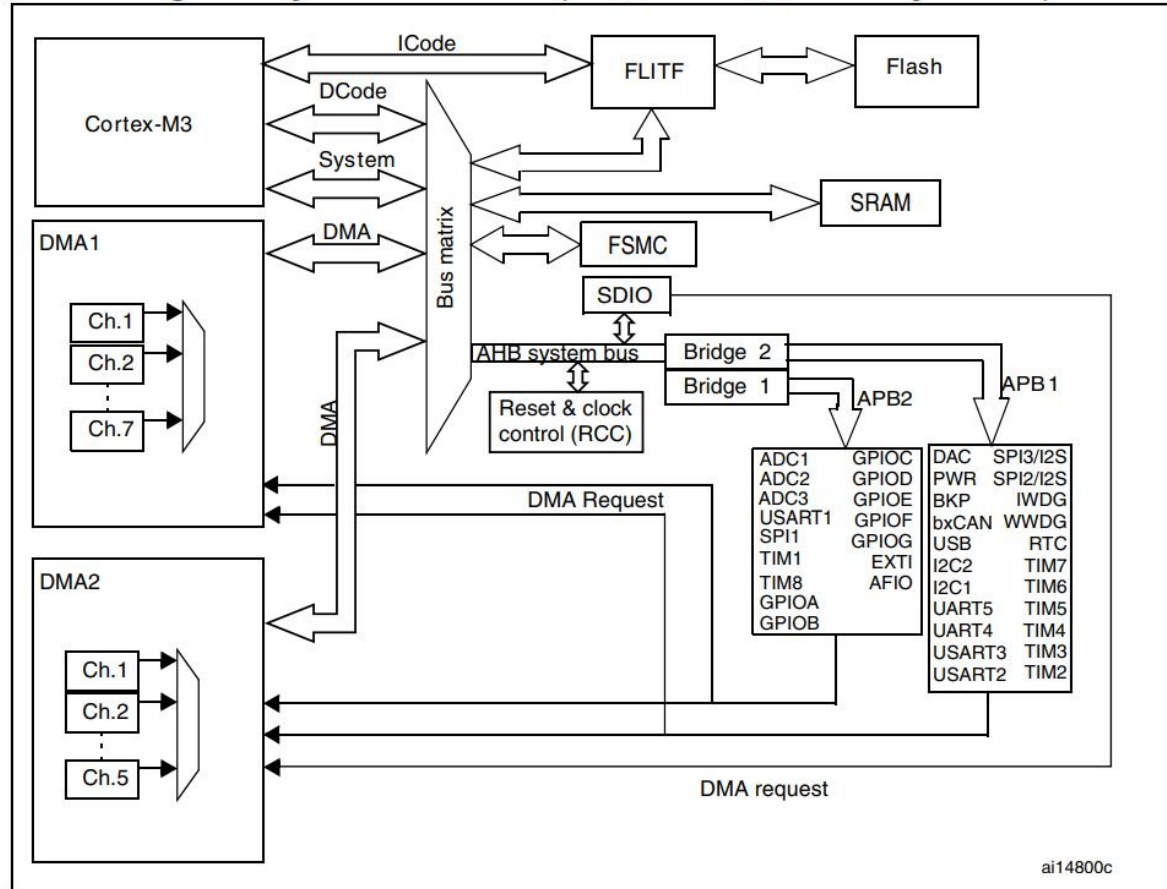 ICode
FLITF
Flash
Cortex-M3
DCode
System
SRAM
DMA1
DMA
Bus matrix
FSMC
SDIO
Ch.1
Ch.2
Ch.7
AHB system bus
Bridge 2
Bridge 1
APB2
APB1
Reset & clock
control (RCC)
DMA
ADC1 GPIOC
ADC2 GPIOD
ADC3 GPIOE
USART1 GPIOF
SPI1 GPIOG
TIM1 EXTI
TIM8 AFIO
GPIOA
GPIOB
DAC SPI3/I2S
PWR SPI2/I2S
BKP IWDG
bxCAN WWDG
USB RTC
I2C2 TIM7
I2C1 TIM6
UART5 TIM5
UART4 TIM4
USART3 TIM3
USART2 TIM2
DMA Request
DMA2
Ch.1
Ch.2
Ch.5
DMA request
ai14800c